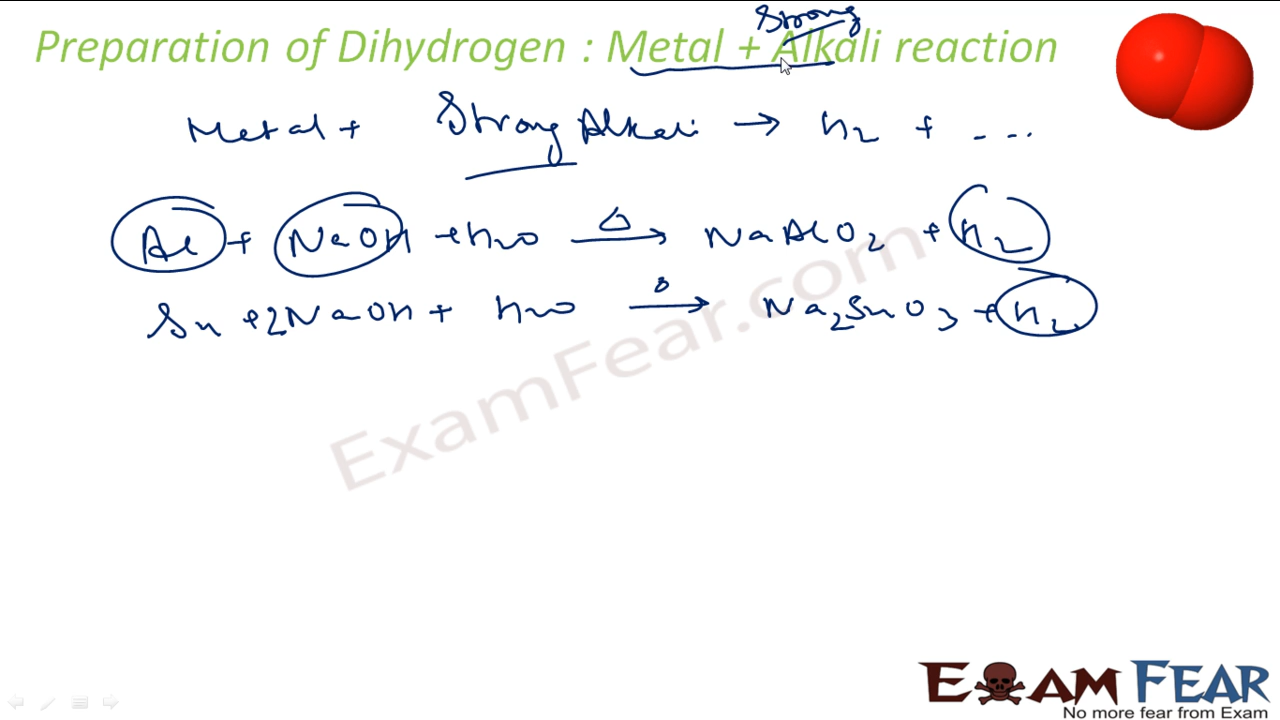 Strong
Preparation of Dihydrogen : Metal + Alkali reaction
Metal + Strong Alkali → H2 + ---
Al + NaOH + H2O —Δ→ NaAlO2 + H2
Sn + 2NaOH + H2O —Δ→ Na2SnO3 + H2
ExamFear.com
EXAM FEAR
No more fear from Exam